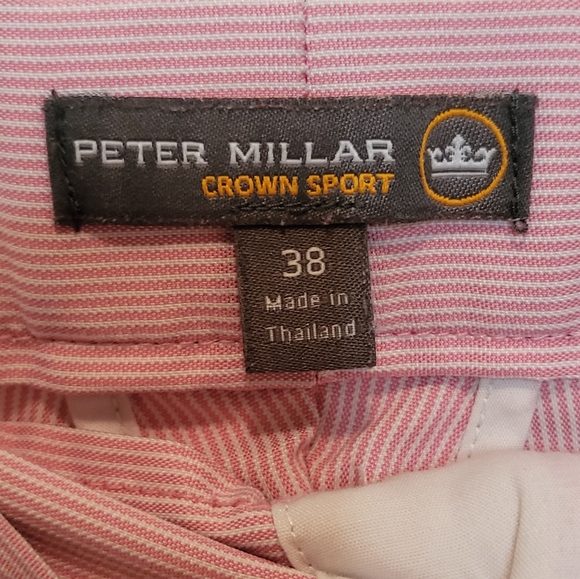 PETER MILLAR
CROWN SPORT
38
Made in
Thailand